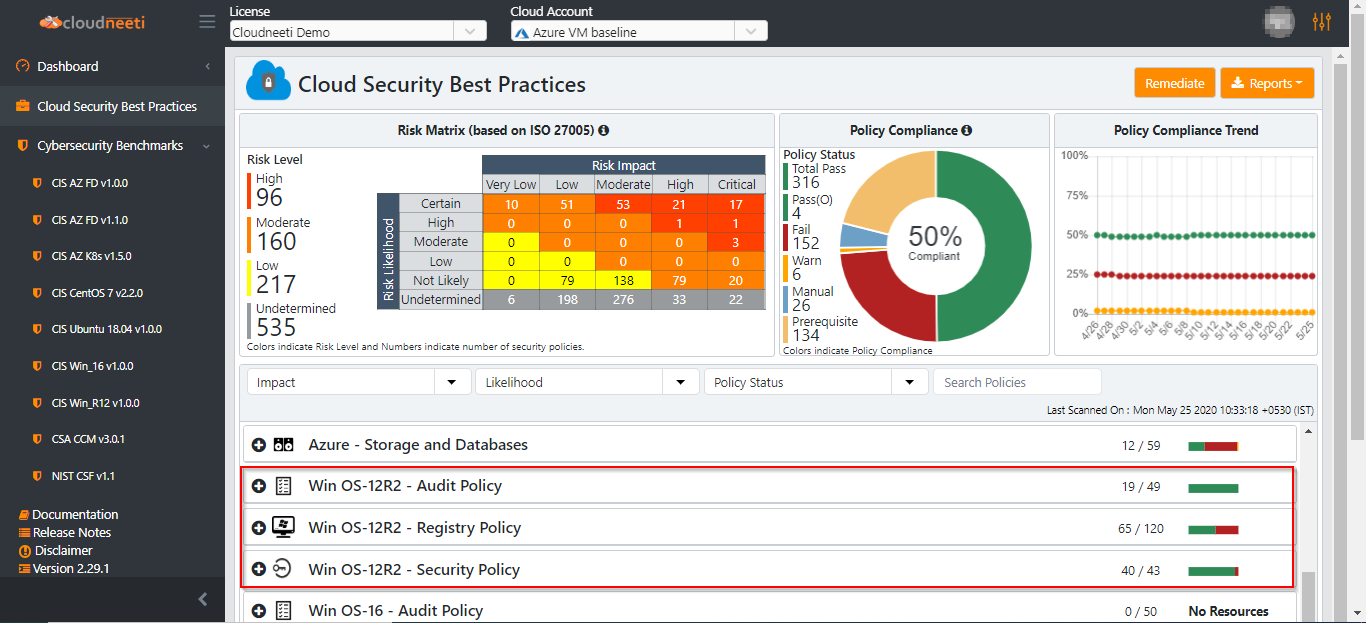 cloudneeti
License
Cloudneeti Demo
Cloud Account
Azure VM baseline
Dashboard
Cloud Security Best Practices
Cybersecurity Benchmarks
CIS AZ FD v1.0.0
CIS AZ FD v1.1.0
CIS AZ K8s v1.5.0
CIS CentOS 7 v2.2.0
CIS Ubuntu 18.04 v1.0.0
CIS Win_16 v1.0.0
CIS Win_R12 v1.0.0
CSA CCM v3.0.1
NIST CSF v1.1
Documentation
Release Notes
Disclaimer
Version 2.29.1
Cloud Security Best Practices
Remediate
Reports
Risk Matrix (based on ISO 27005)
Risk Level
High
96
Moderate
160
Low
217
Undetermined
535
Risk Impact
Very Low Low Moderate High Critical
Risk Likelihood
Certain 10 51 53 21 17
High 0 0 0 1 1
Moderate 0 0 0 0 3
Low 0 0 0 0 0
Not Likely 0 79 138 79 20
Undetermined 6 198 276 33 22
Colors indicate Risk Level and Numbers indicate number of security policies.
Policy Compliance
Policy Status
Total Pass
316
Pass(O)
4
Fail
152
Warn
6
Manual
26
Prerequisite
134
50%
Compliant
Colors indicate Policy Compliance
Policy Compliance Trend
100%
75%
50%
25%
0%
4/26 4/28 4/30 5/2 5/4 5/6 5/8 5/10 5/12 5/14 5/16 5/18 5/20 5/22 5/25
Impact
Likelihood
Policy Status
Search Policies
Last Scanned On : Mon May 25 2020 10:33:18 +0530 (IST)
Azure - Storage and Databases 12 / 59
Win OS-12R2 - Audit Policy 19 / 49
Win OS-12R2 - Registry Policy 65 / 120
Win OS-12R2 - Security Policy 40 / 43
Win OS-16 - Audit Policy 0 / 50 No Resources